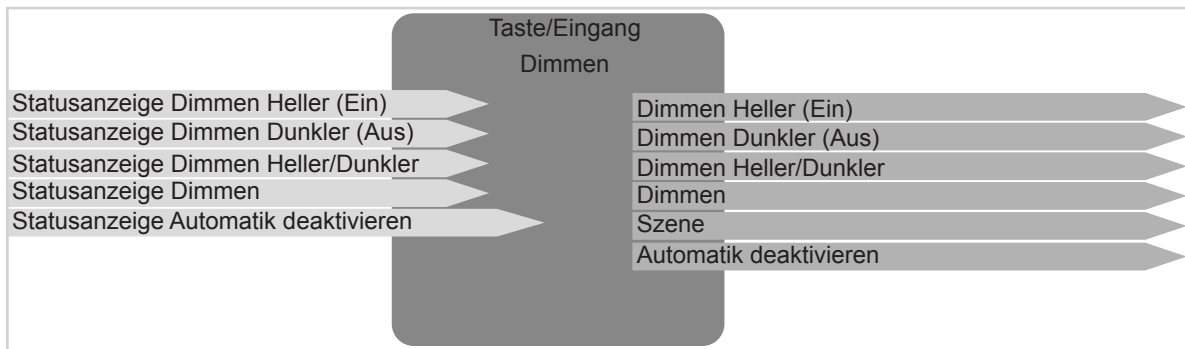 Taste/Eingang
Dimmen
Statusanzeige Dimmen Heller (Ein)
Statusanzeige Dimmen Dunkler (Aus)
Statusanzeige Dimmen Heller/Dunkler
Statusanzeige Dimmen
Statusanzeige Automatik deaktivieren
Dimmen Heller (Ein)
Dimmen Dunkler (Aus)
Dimmen Heller/Dunkler
Dimmen
Szene
Automatik deaktivieren